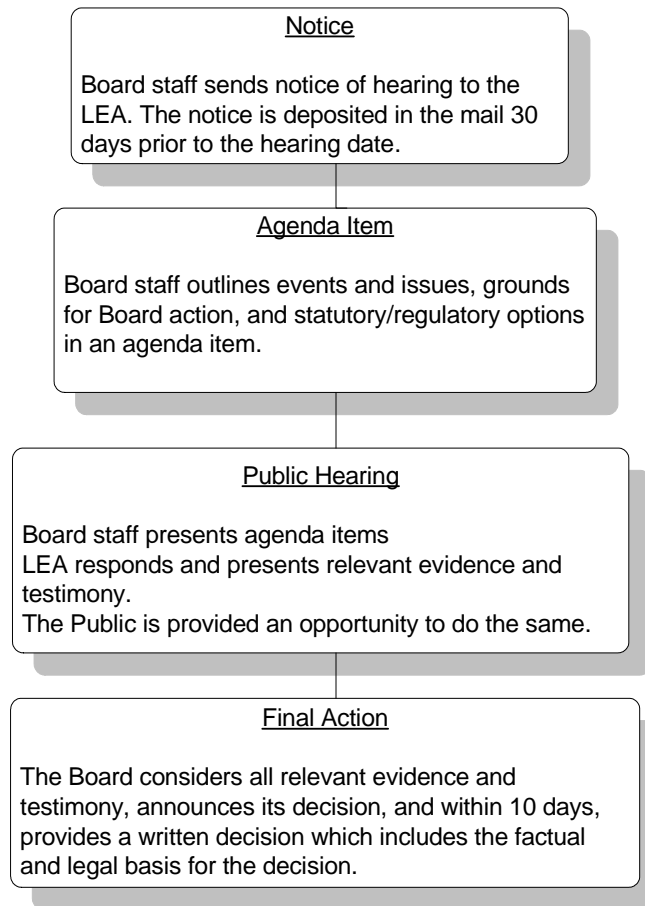 Notice
Board staff sends notice of hearing to the
LEA. The notice is deposited in the mail 30
days prior to the hearing date.
Agenda Item
Board staff outlines events and issues, grounds
for Board action, and statutory/regulatory options
in an agenda item.
Public Hearing
Board staff presents agenda items
LEA responds and presents relevant evidence and
testimony.
The Public is provided an opportunity to do the same.
Final Action
The Board considers all relevant evidence and
testimony, announces its decision, and within 10 days,
provides a written decision which includes the factual
and legal basis for the decision.